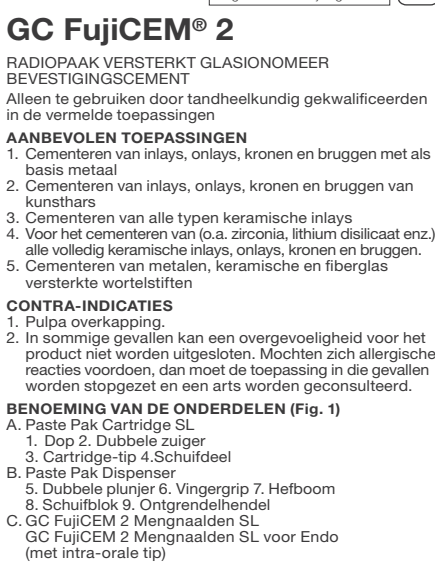 GC FujiCEM® 2
RADIOPAAK VERSTERKT GLASIONOMEER
BEVESTIGINGSCEMENT
Alleen te gebruiken door tandheelkundig gekwalificeerden
in de vermelde toepassingen
AANBEVOLEN TOEPASSINGEN
1. Cementeren van inlays, onlays, kronen en bruggen met als
basis metaal
2. Cementeren van inlays, onlays, kronen en bruggen van
kunsthars
3. Cementeren van alle typen keramische inlays
4. Voor het cementeren van (o.a. zirconia, lithium disilicaat enz.)
alle volledig keramische inlays, onlays, kronen en bruggen.
5. Cementeren van metalen, keramische en fiberglas
versterkte wortelstiften
CONTRA-INDICATIES
1. Pulpa overkapping.
2. In sommige gevallen kan een overgevoeligheid voor het
product niet worden uitgesloten. Mochten zich allergische
reacties voordoen, dan moet de toepassing in die gevallen
worden stopgezet en een arts worden geconsulteerd.
BENOEMING VAN DE ONDERDELEN (Fig. 1)
A. Paste Pak Cartridge SL
1. Dop 2. Dubbele zuiger
3. Cartridge-tip 4.Schuifdeel
B. Paste Pak Dispenser
5. Dubbele plunjer 6. Vingergrip 7. Hefboom
8. Schuifblok 9. Ontgrendelhendel
C. GC FujiCEM 2 Mengnaalden SL
GC FujiCEM 2 Mengnaalden SL voor Endo
(met intra-orale tip)